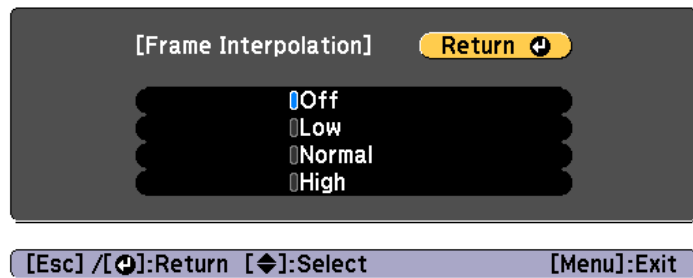 [Frame Interpolation] Return
Off
Low
Normal
High
[Esc] /[]:Return []:Select [Menu]:Exit